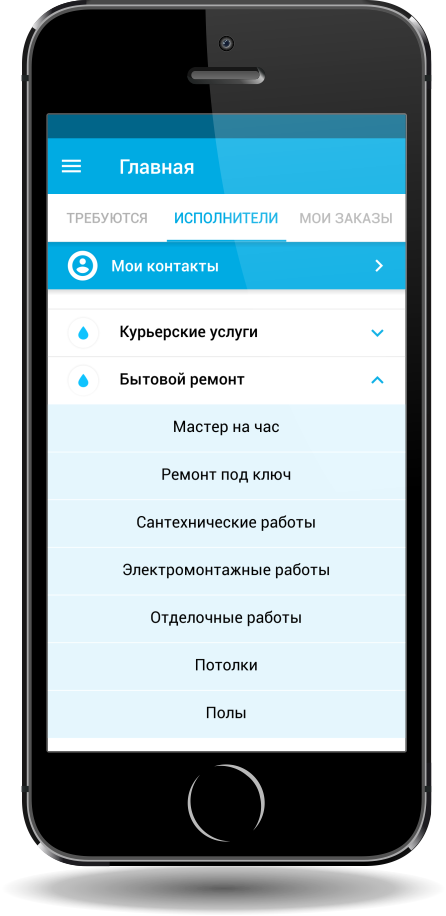 Главная
ТРЕБУЮТСЯ ИСПОЛНИТЕЛИ МОИ ЗАКАЗЫ
Мои контакты
Курьерские услуги
Бытовой ремонт
Мастер на час
Ремонт под ключ
Сантехнические работы
Электромонтажные работы
Отделочные работы
Потолки
Полы